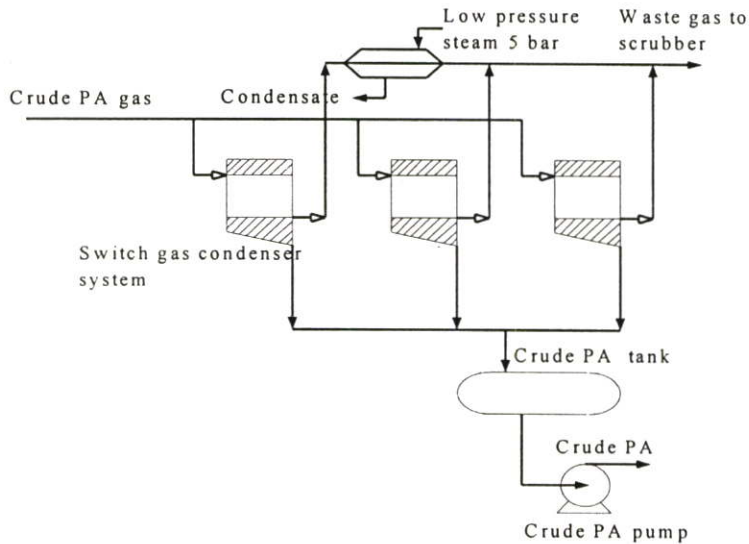 Low pressure
steam 5 bar
Waste gas to
scrubber
Crude PA gas
Condensate
Switch gas condenser
system
Crude PA tank
Crude PA
Crude PA pump